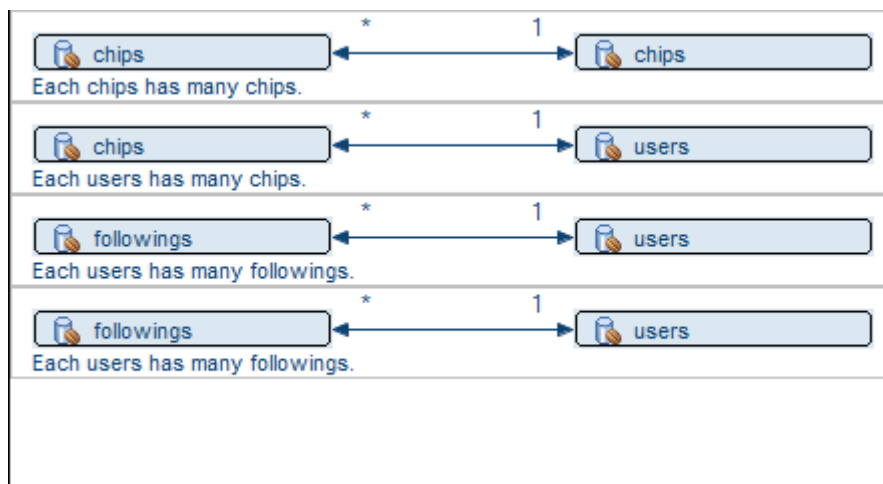 * 1
chips chips
Each chips has many chips.
* 1
chips users
Each users has many chips.
* 1
followings users
Each users has many followings.
* 1
followings users
Each users has many followings.